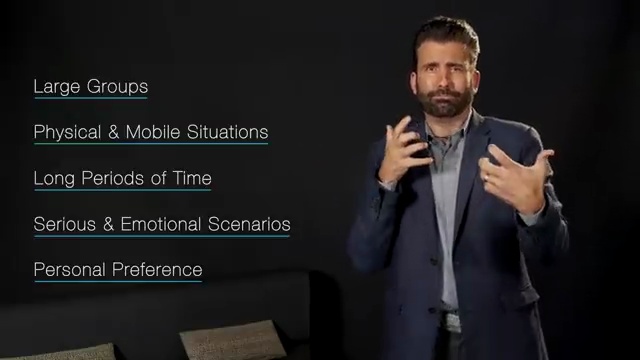 Large Groups
Physical & Mobile Situations
Long Periods of Time
Serious & Emotional Scenarios
Personal Preference